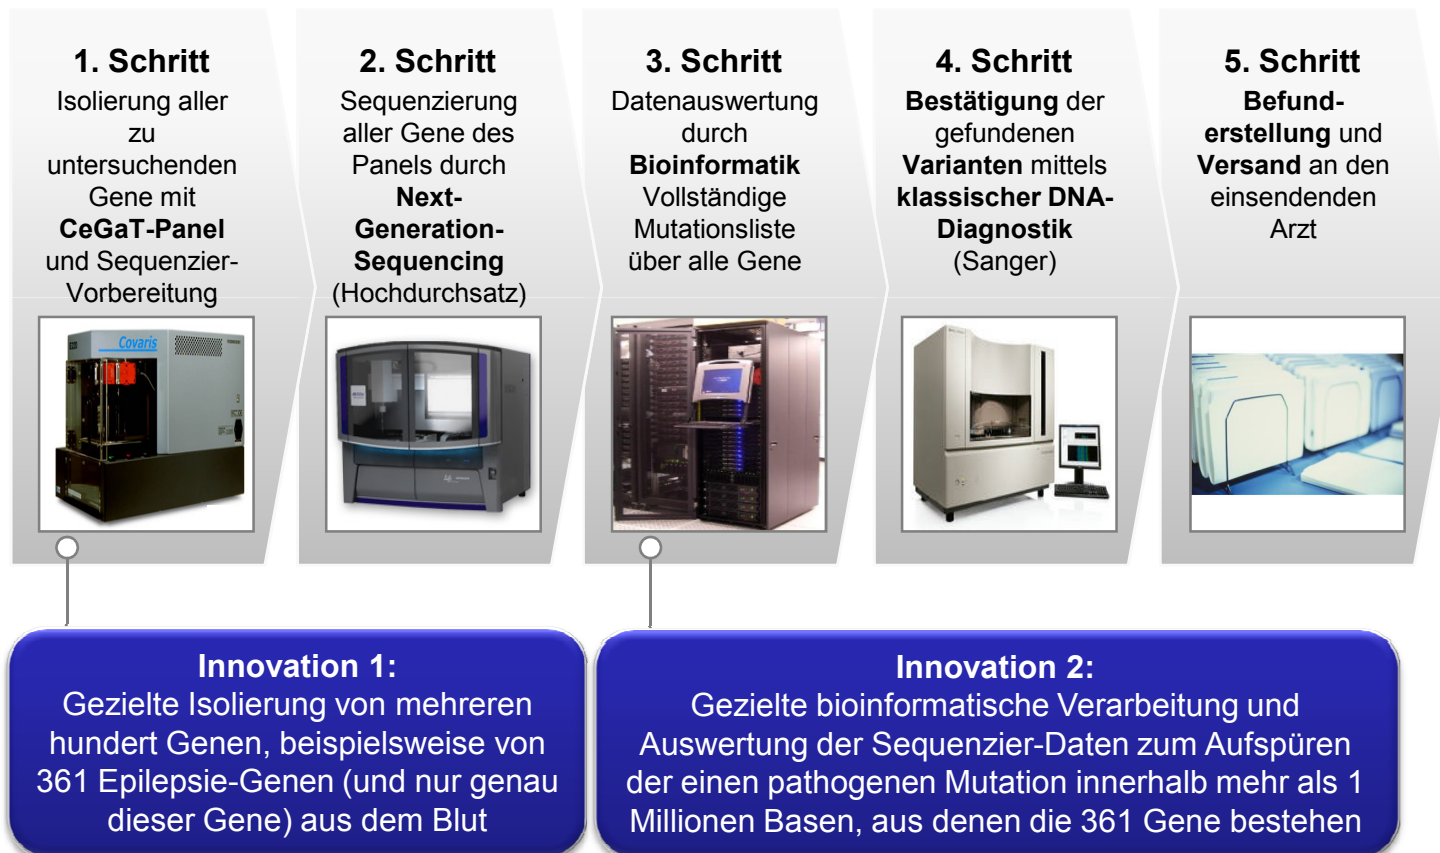 1. Schritt
Isolierung aller
zu
untersuchenden
Gene mit
CeGaT-Panel
und Sequenzier-
Vorbereitung
2. Schritt
Sequenzierung
aller Gene des
Panels durch
Next-
Generation-
Sequencing
(Hochdurchsatz)
3. Schritt
Datenauswertung
durch
Bioinformatik
Vollständige
Mutationsliste
über alle Gene
4. Schritt
Bestätigung der
gefundenen
Varianten mittels
klassischer DNA-
Diagnostik
(Sanger)
5. Schritt
Befund-
erstellung und
Versand an den
einsendenden
Arzt
Covaris
Innovation 1:
Gezielte Isolierung von mehreren
hundert Genen, beispielsweise von
361 Epilepsie-Genen (und nur genau
dieser Gene) aus dem Blut
Innovation 2:
Gezielte bioinformatische Verarbeitung und
Auswertung der Sequenzier-Daten zum Aufspüren
der einen pathogenen Mutation innerhalb mehr als 1
Millionen Basen, aus denen die 361 Gene bestehen